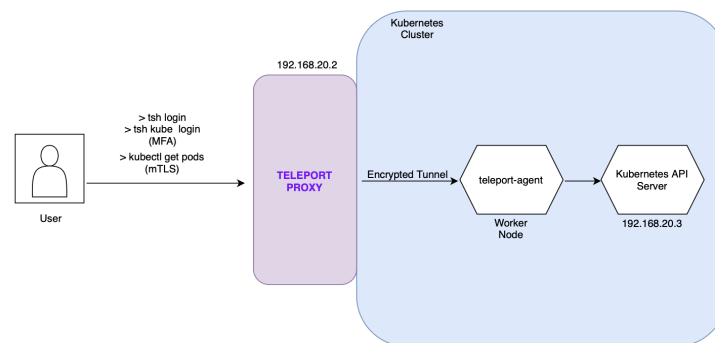 Kubernetes
Cluster
192.168.20.2
> tsh login
> tsh kube login
(MFA)
> kubectl get pods
(mTLS)
User
TELEPORT
PROXY
Encrypted Tunnel
teleport-agent
Worker
Node
Kubernetes API
Server
192.168.20.3